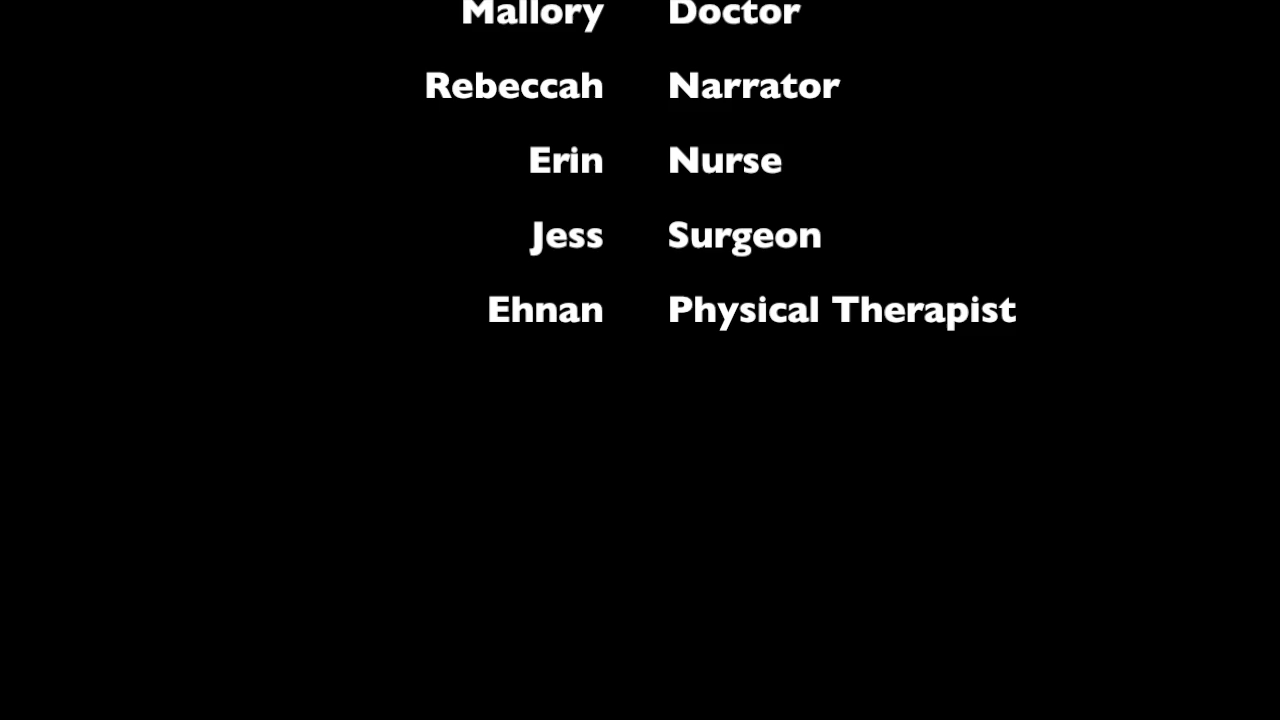 Mallory Doctor
Rebeccah Narrator
Erin Nurse
Jess Surgeon
Ehnan Physical Therapist